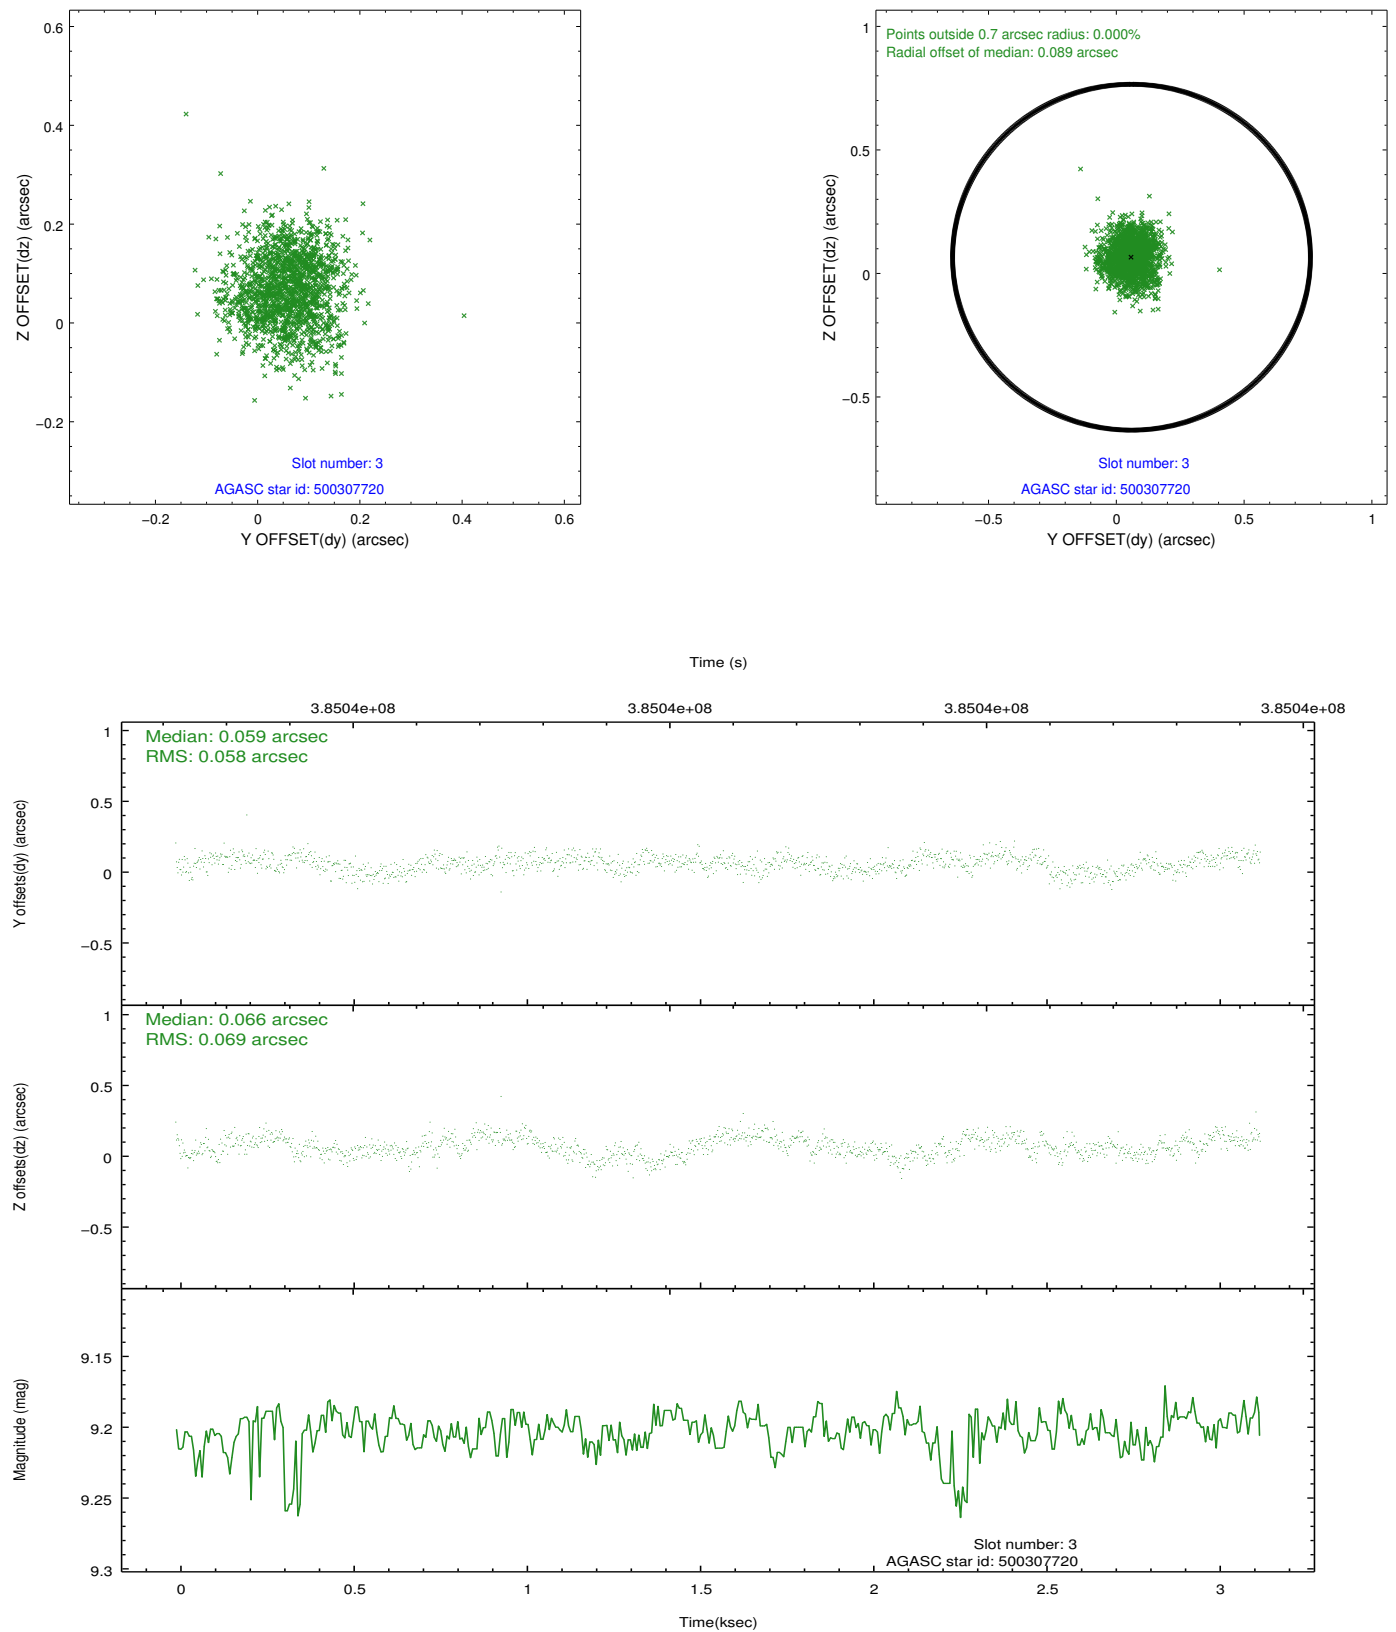 0.6
0.4
0.2
0
−0.2
Z OFFSET(dz) (arcsec)
Slot number: 3
AGASC star id: 500307720
−0.2 0 0.2 0.4 0.6
Y OFFSET(dy) (arcsec)
Points outside 0.7 arcsec radius: 0.000%
Radial offset of median: 0.089 arcsec
1
0.5
0
−0.5
Z OFFSET(dz) (arcsec)
Slot number: 3
AGASC star id: 500307720
−0.5 0 0.5 1
Y OFFSET(dy) (arcsec)
Time (s)
3.8504e+08 3.8504e+08 3.8504e+08 3.8504e+08
Median: 0.059 arcsec
RMS: 0.058 arcsec
1
0.5
0
−0.5
Y offsets(dy) (arcsec)
Median: 0.066 arcsec
RMS: 0.069 arcsec
1
0.5
0
−0.5
Z offsets(dz) (arcsec)
9.15
9.2
9.25
9.3
Magnitude (mag)
Slot number: 3
AGASC star id: 500307720
0 0.5 1 1.5 2 2.5 3
Time(ksec)